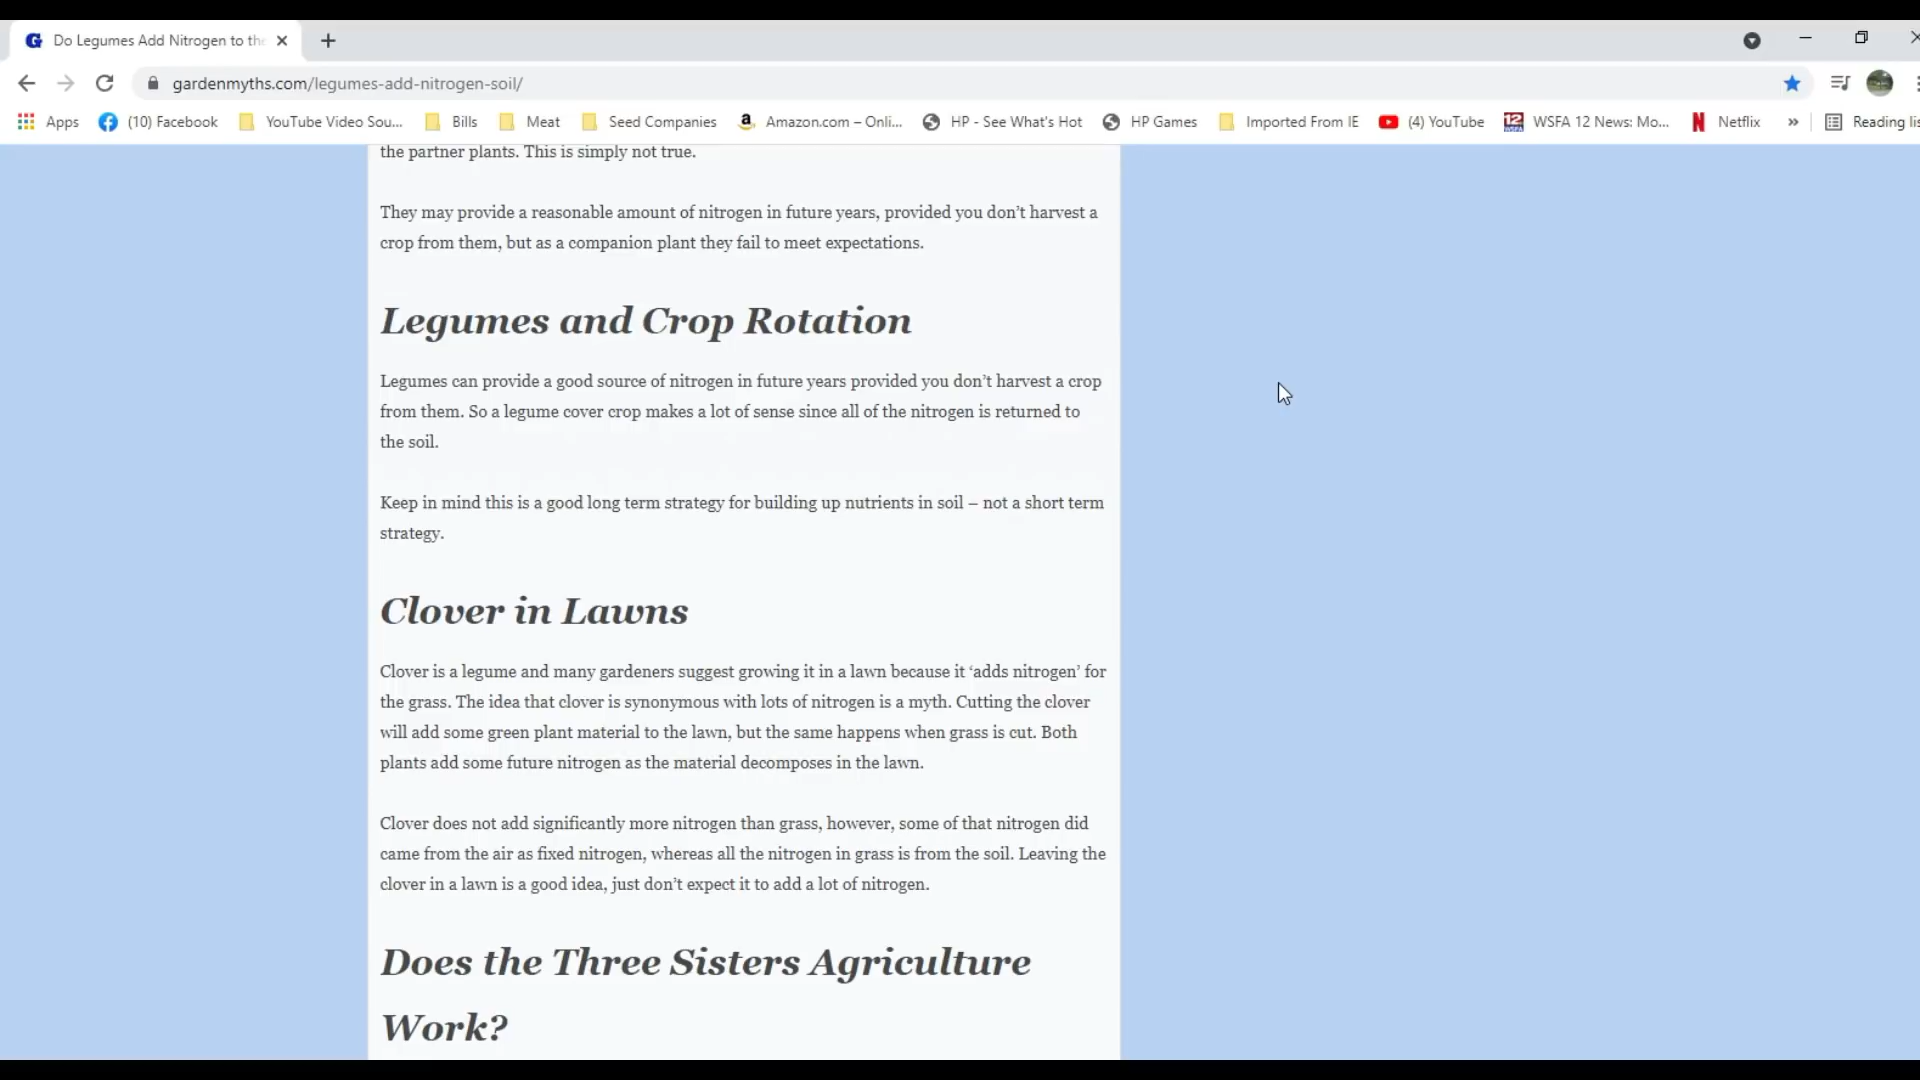 Do Legumes Add Nitrogen to the
gardenmyths.com/legumes-add-nitrogen-soil/
Apps (10) Facebook YouTube Video Sou... Bills Meat Seed Companies Amazon.com – Onli... HP - See What's Hot HP Games Imported From IE (4) YouTube WSFA 12 News: Mo... Netflix » Reading lis
the partner plants. This is simply not true.
They may provide a reasonable amount of nitrogen in future years, provided you don’t harvest a
crop from them, but as a companion plant they fail to meet expectations.
Legumes and Crop Rotation
Legumes can provide a good source of nitrogen in future years provided you don’t harvest a crop
from them. So a legume cover crop makes a lot of sense since all of the nitrogen is returned to
the soil.
Keep in mind this is a good long term strategy for building up nutrients in soil – not a short term
strategy.
Clover in Lawns
Clover is a legume and many gardeners suggest growing it in a lawn because it ‘adds nitrogen’ for
the grass. The idea that clover is synonymous with lots of nitrogen is a myth. Cutting the clover
will add some green plant material to the lawn, but the same happens when grass is cut. Both
plants add some future nitrogen as the material decomposes in the lawn.
Clover does not add significantly more nitrogen than grass, however, some of that nitrogen did
came from the air as fixed nitrogen, whereas all the nitrogen in grass is from the soil. Leaving the
clover in a lawn is a good idea, just don’t expect it to add a lot of nitrogen.
Does the Three Sisters Agriculture
Work?